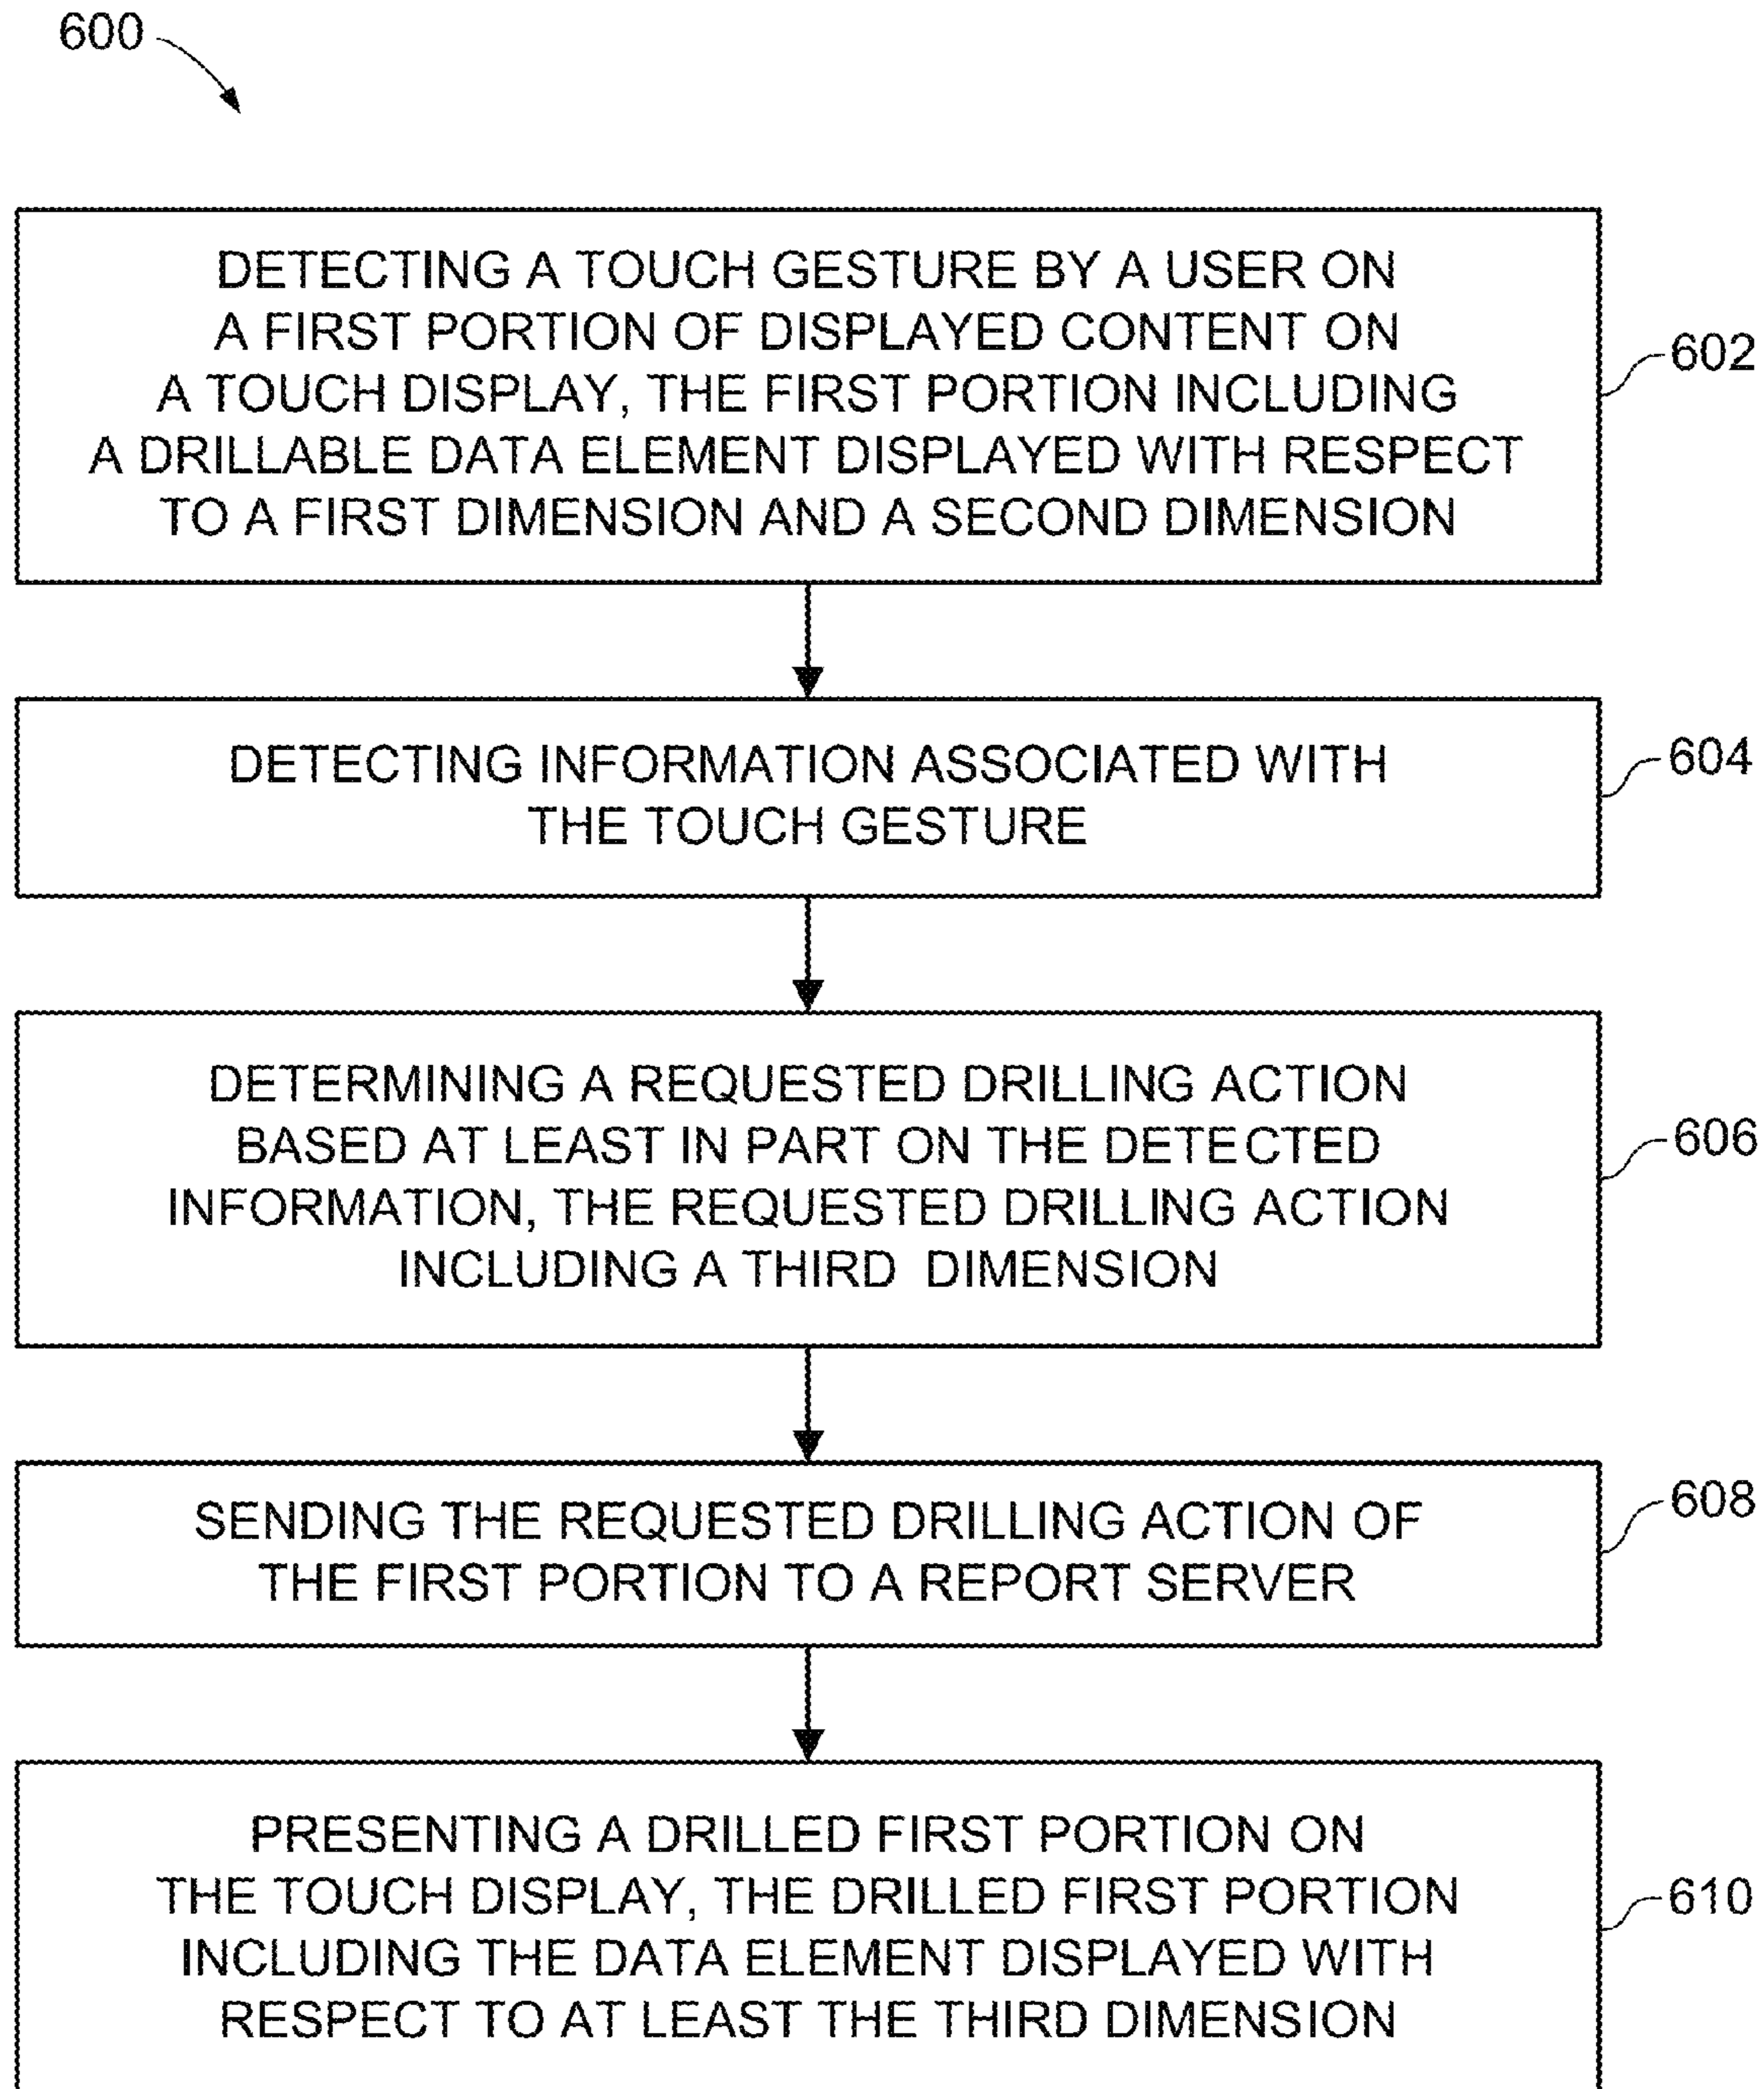 600
DETECTING A TOUCH GESTURE BY A USER ON
A FIRST PORTION OF DISPLAYED CONTENT ON
A TOUCH DISPLAY, THE FIRST PORTION INCLUDING
A DRILLABLE DATA ELEMENT DISPLAYED WITH RESPECT
TO A FIRST DIMENSION AND A SECOND DIMENSION
602
DETECTING INFORMATION ASSOCIATED WITH
THE TOUCH GESTURE
604
DETERMINING A REQUESTED DRILLING ACTION
BASED AT LEAST IN PART ON THE DETECTED
INFORMATION, THE REQUESTED DRILLING ACTION
INCLUDING A THIRD DIMENSION
606
SENDING THE REQUESTED DRILLING ACTION OF
THE FIRST PORTION TO A REPORT SERVER
608
PRESENTING A DRILLED FIRST PORTION ON
THE TOUCH DISPLAY, THE DRILLED FIRST PORTION
INCLUDING THE DATA ELEMENT DISPLAYED WITH
RESPECT TO AT LEAST THE THIRD DIMENSION
610